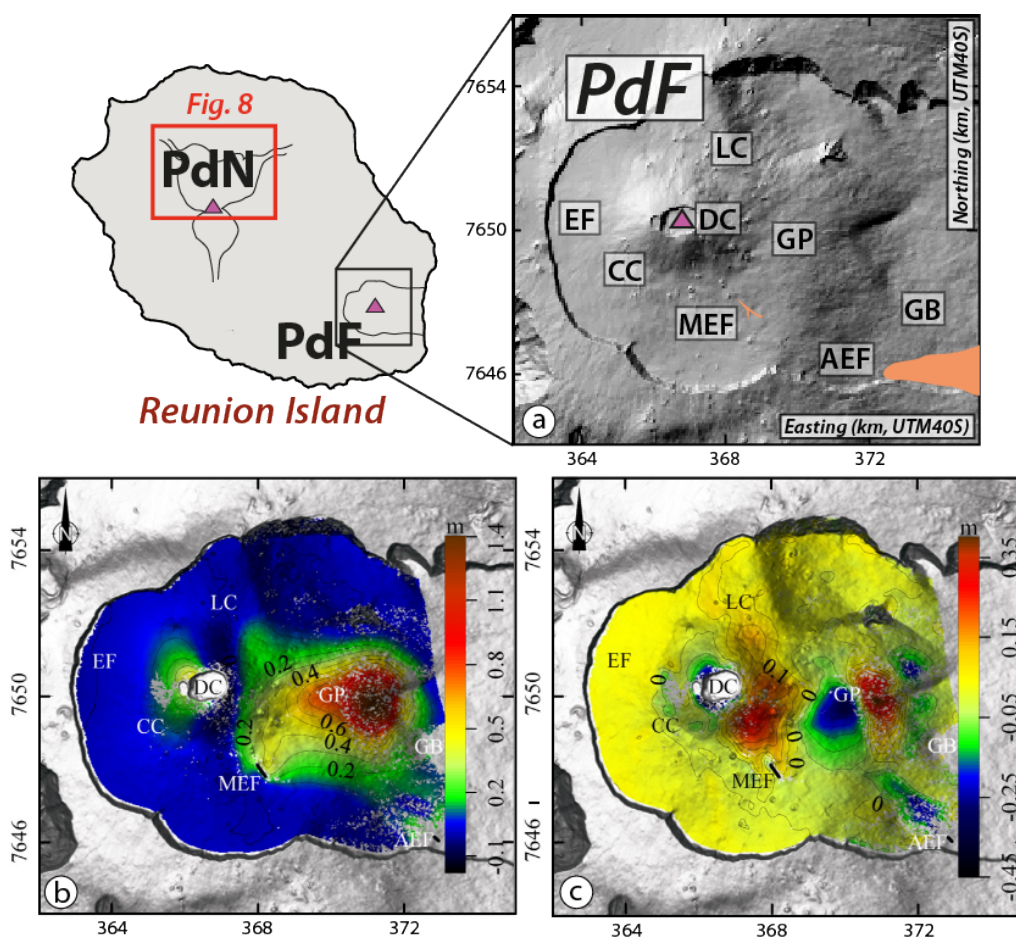 Fig. 8
PdN
PdF
Reunion Island
PdF
7654
LC
EF
DC
7650
GP
CC
MEF
GB
AEF
7646
Northing (km, UTM40S)
Easting (km, UTM40S)
a
364
368
372
N
7654
m
1.4
1.1
0.8
0.5
0.2
-0.1
LC
EF
0.2
0.4
DC
GP
7650
CC
0.2
0.6
0.4
GB
0.2
MEF
7646
AEF
b
364
368
372
N
7654
m
0.35
0.15
-0.05
-0.25
-0.45
LC
EF
0.1
0
DC
0
GP
7650
CC
GB
0
MEF
0
7646
AEF
c
364
368
372